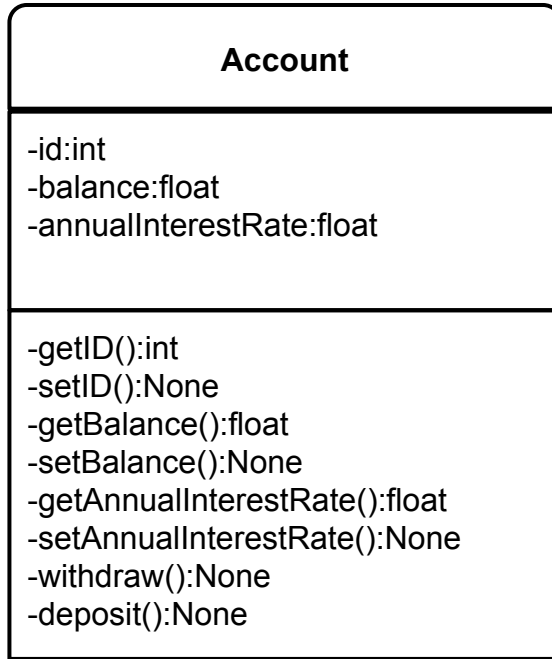 Account
-id:int
-balance:float
-annualInterestRate:float
-getID():int
-setID():None
-getBalance():float
-setBalance():None
-getAnnualInterestRate():float
-setAnnualInterestRate():None
-withdraw():None
-deposit():None